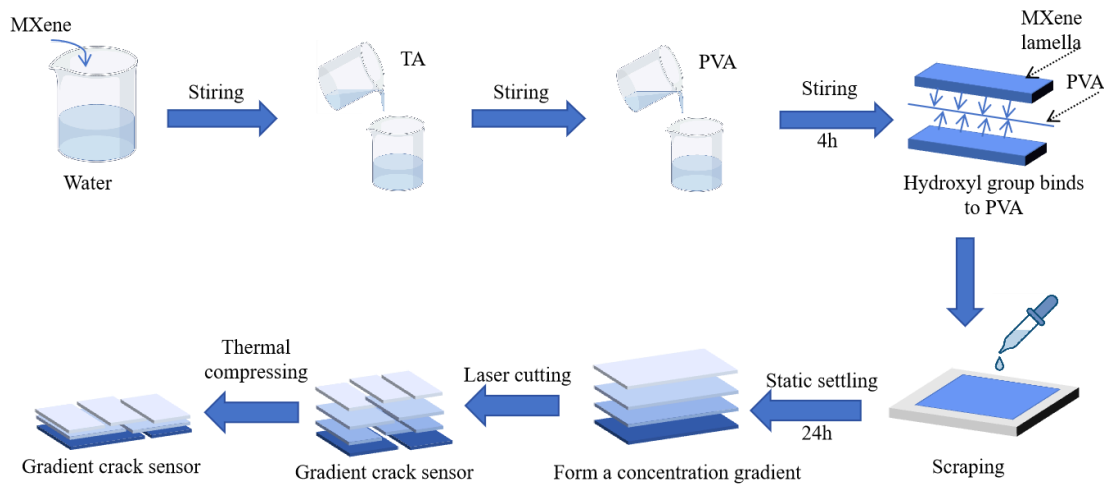 MXene
Water
Stiring
TA
Stiring
PVA
Stiring
4h
MXene
lamella
PVA
Hydroxyl group binds
to PVA
Scraping
Static settling
24h
Form a concentration gradient
Laser cutting
Gradient crack sensor
Thermal
compressing
Gradient crack sensor